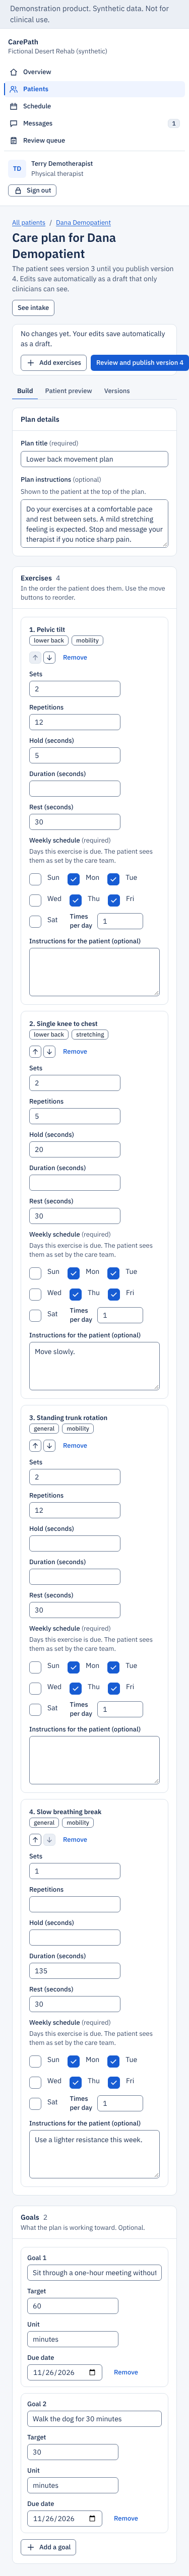 Demonstration product. Synthetic data. Not for
clinical use.
CarePath
Fictional Desert Rehab (synthetic)
Overview
Patients
Schedule
Messages 1
Review queue
TD
Terry Demotherapist
Physical therapist
Sign out
All patients / Dana Demopatient
Care plan for Dana
Demopatient
The patient sees version 3 until you publish version
4. Edits save automatically as a draft that only
clinicians can see.
See intake
No changes yet. Your edits save automatically
as a draft.
Add exercises Review and publish version 4
Build Patient preview Versions
Plan details
Plan title (required)
Lower back movement plan
Plan instructions (optional)
Shown to the patient at the top of the plan.
Do your exercises at a comfortable pace
and rest between sets. A mild stretching
feeling is expected. Stop and message your
therapist if you notice sharp pain.
Exercises 4
In the order the patient does them. Use the move
buttons to reorder.
1. Pelvic tilt
lower back mobility
Remove
Sets
2
Repetitions
12
Hold (seconds)
5
Duration (seconds)
Rest (seconds)
30
Weekly schedule (required)
Days this exercise is due. The patient sees
them as set by the care team.
Sun Mon Tue
Wed Thu Fri
Sat Times per day 1
Instructions for the patient (optional)
2. Single knee to chest
lower back stretching
Remove
Sets
2
Repetitions
5
Hold (seconds)
20
Duration (seconds)
Rest (seconds)
30
Weekly schedule (required)
Days this exercise is due. The patient sees
them as set by the care team.
Sun Mon Tue
Wed Thu Fri
Sat Times per day 1
Instructions for the patient (optional)
Move slowly.
3. Standing trunk rotation
general mobility
Remove
Sets
2
Repetitions
12
Hold (seconds)
Duration (seconds)
Rest (seconds)
30
Weekly schedule (required)
Days this exercise is due. The patient sees
them as set by the care team.
Sun Mon Tue
Wed Thu Fri
Sat Times per day 1
Instructions for the patient (optional)
4. Slow breathing break
general mobility
Remove
Sets
1
Repetitions
Hold (seconds)
Duration (seconds)
135
Rest (seconds)
30
Weekly schedule (required)
Days this exercise is due. The patient sees
them as set by the care team.
Sun Mon Tue
Wed Thu Fri
Sat Times per day 1
Instructions for the patient (optional)
Use a lighter resistance this week.
Goals 2
What the plan is working toward. Optional.
Goal 1
Sit through a one-hour meeting without
Target
60
Unit
minutes
Due date
11/26/2026 Remove
Goal 2
Walk the dog for 30 minutes
Target
30
Unit
minutes
Due date
11/26/2026 Remove
Add a goal